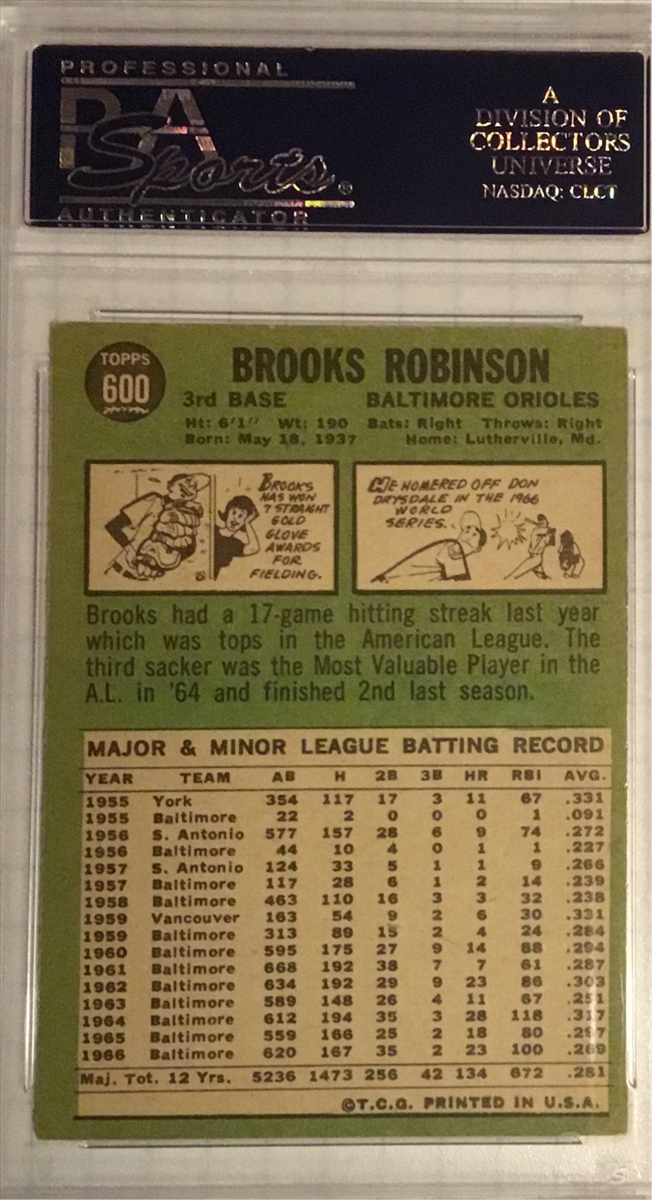 PROFESSIONAL
PSA
Sports®
AUTHENTICATOR
A
DIVISION OF
COLLECTORS
UNIVERSE
NASDAQ: CLCT
TOPPS
600
BROOKS ROBINSON
3rd BASE BALTIMORE ORIOLES
Ht: 6'1" Wt: 190 Bats: Right Throws: Right
Born: May 18, 1937 Home: Lutherville, Md.
BROOKS
HAS WON
7 STRAIGHT
GOLD
GLOVE
AWARDS
FOR
FIELDING.
HE HOMERED OFF DON
DRYSDALE IN THE 1966
WORLD
SERIES.
Brooks had a 17-game hitting streak last year
which was tops in the American League. The
third sacker was the Most Valuable Player in the
A.L. in '64 and finished 2nd last season.
MAJOR & MINOR LEAGUE BATTING RECORD
YEAR TEAM AB H 2B 3B HR RBI AVG.
1955 York 354 117 17 3 11 67 .331
1955 Baltimore 22 2 0 0 0 1 .091
1956 S. Antonio 577 157 28 6 9 74 .272
1956 Baltimore 44 10 4 0 1 1 .227
1957 S. Antonio 124 33 5 1 1 9 .266
1957 Baltimore 117 28 6 1 2 14 .239
1958 Baltimore 463 110 16 3 3 32 .238
1959 Vancouver 163 54 9 2 6 30 .331
1959 Baltimore 313 89 15 2 4 24 .284
1960 Baltimore 595 175 27 9 14 88 .294
1961 Baltimore 668 192 38 7 7 61 .287
1962 Baltimore 634 192 29 9 23 86 .303
1963 Baltimore 589 148 26 4 11 67 .251
1964 Baltimore 612 194 35 3 28 118 .317
1965 Baltimore 559 166 25 2 18 80 .297
1966 Baltimore 620 167 35 2 23 100 .269
Maj. Tot. 12 Yrs. 5236 1473 256 42 134 672 .281
©T.C.G. PRINTED IN U.S.A.